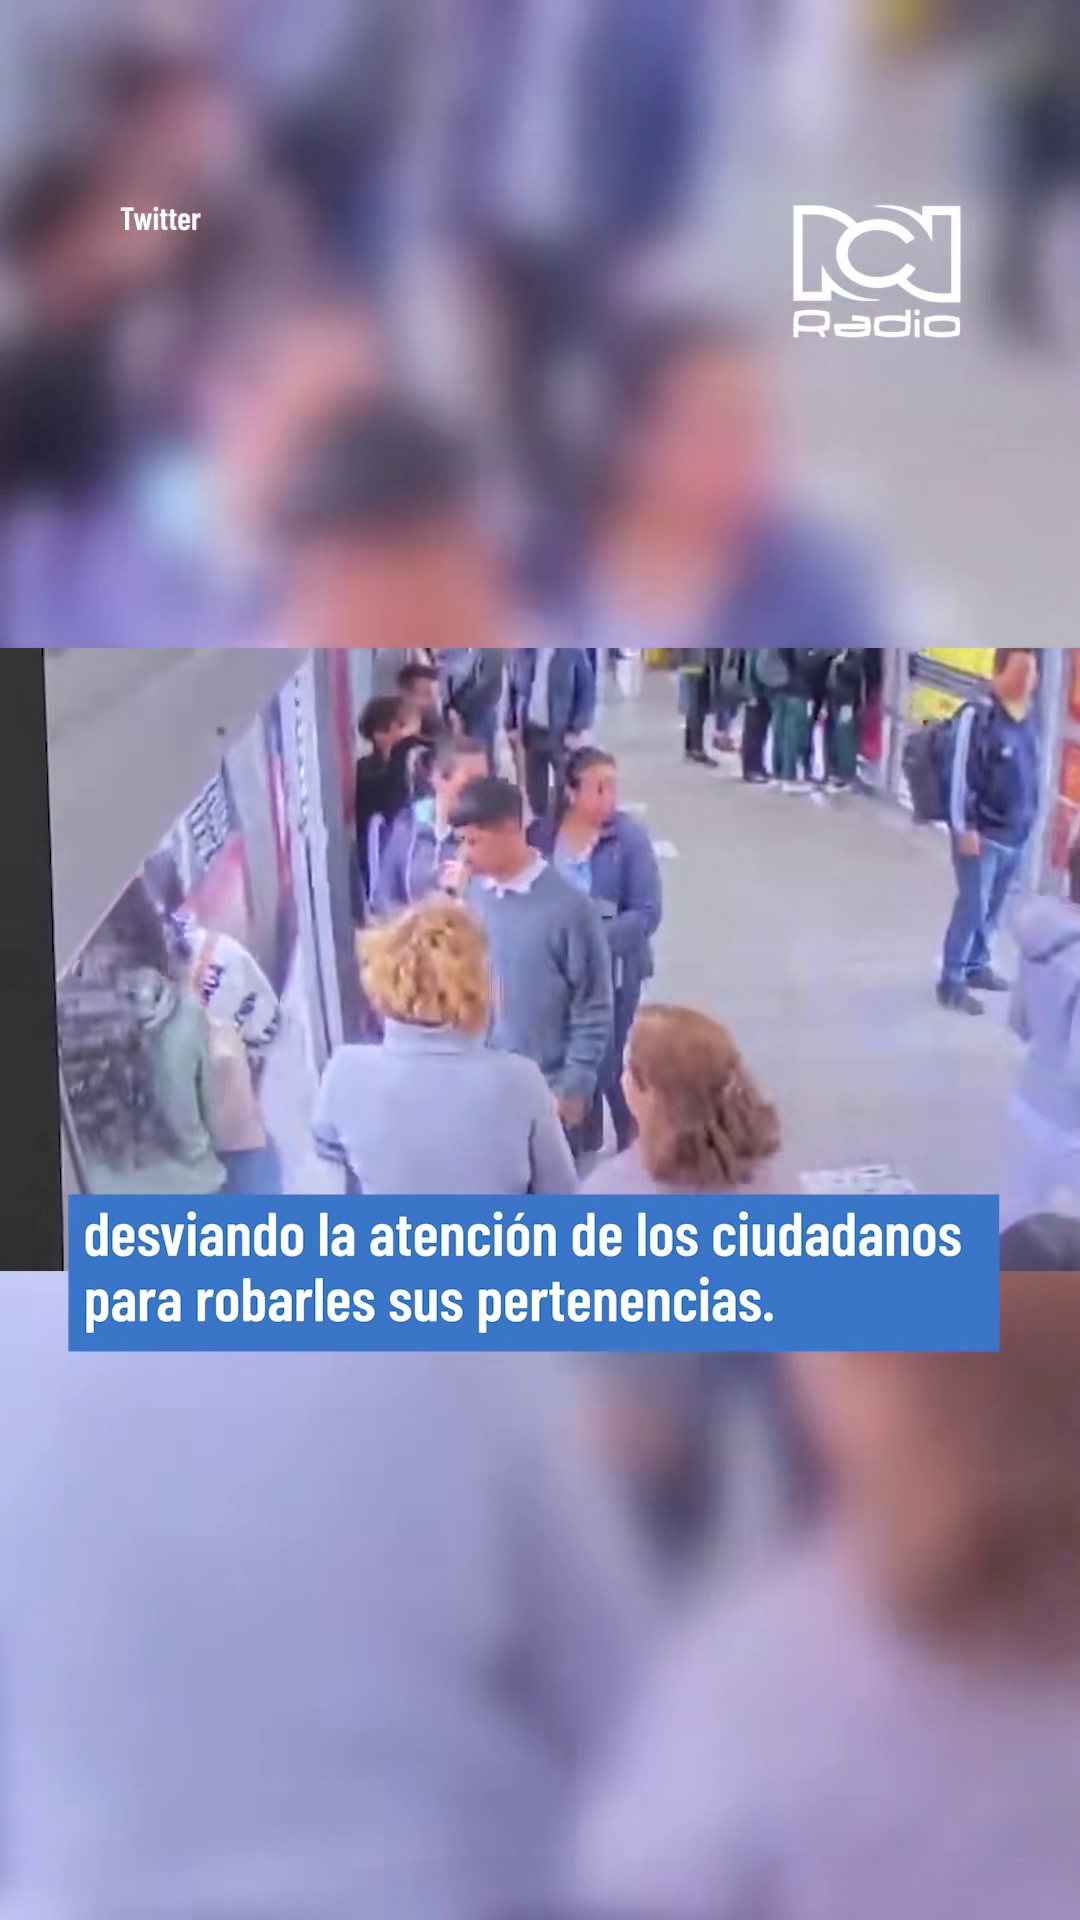 Twitter
RCN
Radio
desviando la atención de los ciudadanos
para robarles sus pertenencias.